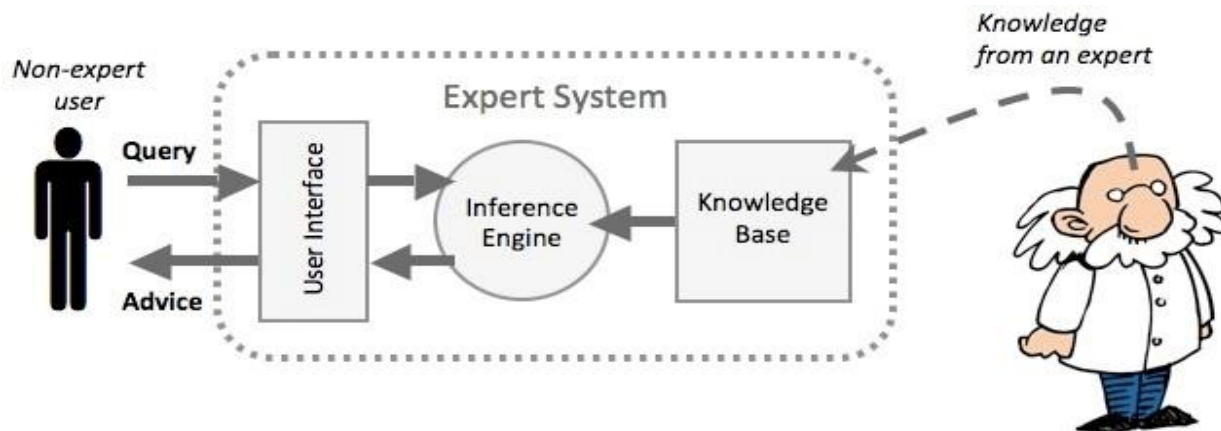 Knowledge
from an expert
Non-expert
user
Expert System
Query
User Interface
Inference
Engine
Knowledge
Base
Advice